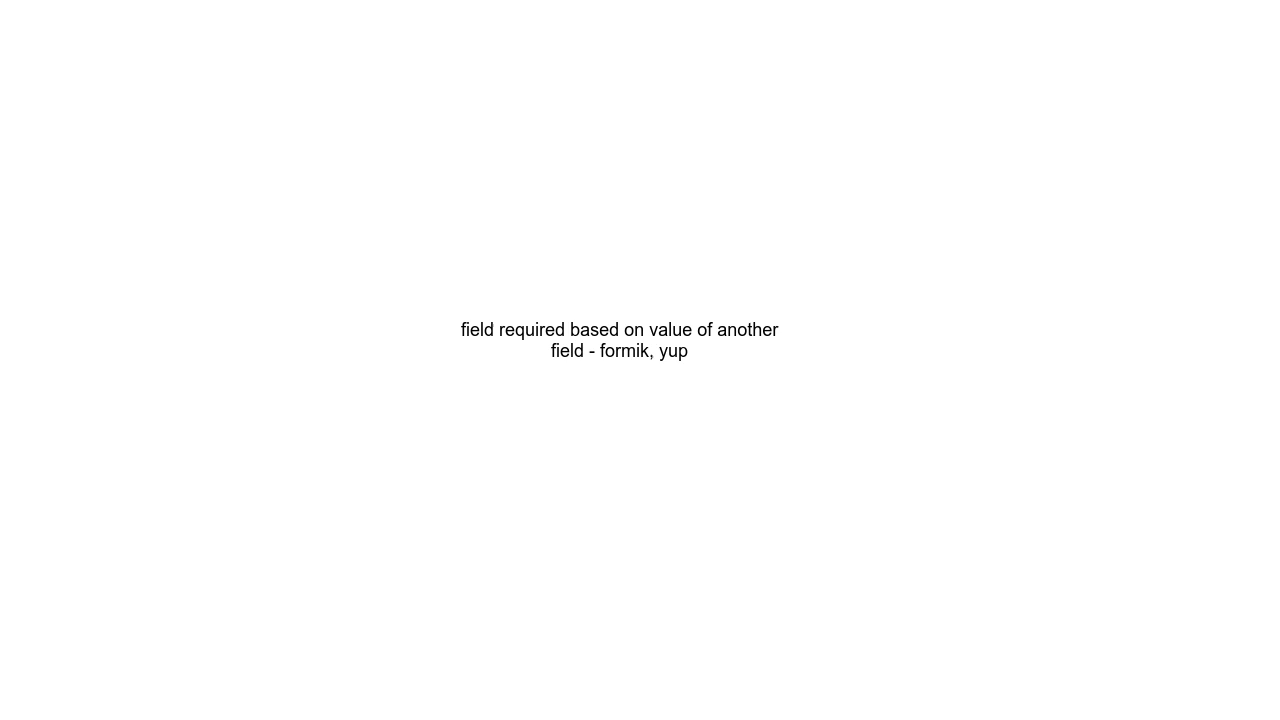 field required based on value of another
field - formik, yup